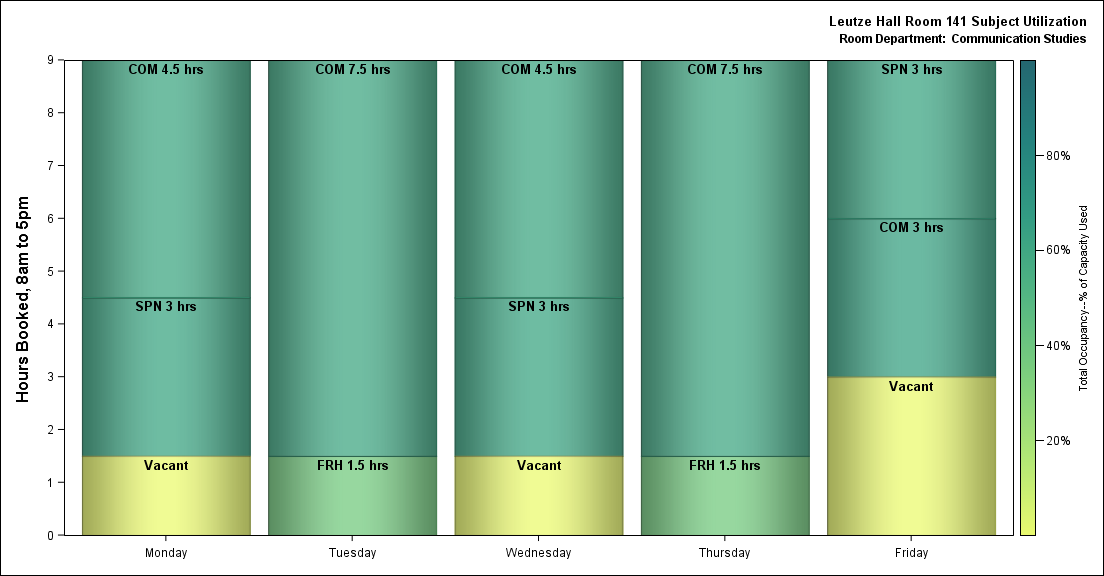 Leutze Hall Room 141 Subject Utilization
Room Department: Communication Studies
Hours Booked, 8am to 5pm
9
8
7
6
5
4
3
2
1
0
COM 4.5 hrs
SPN 3 hrs
Vacant
COM 7.5 hrs
FRH 1.5 hrs
COM 4.5 hrs
SPN 3 hrs
Vacant
COM 7.5 hrs
FRH 1.5 hrs
SPN 3 hrs
COM 3 hrs
Vacant
Monday
Tuesday
Wednesday
Thursday
Friday
80%
60%
40%
20%
Total Occupancy--% of Capacity Used